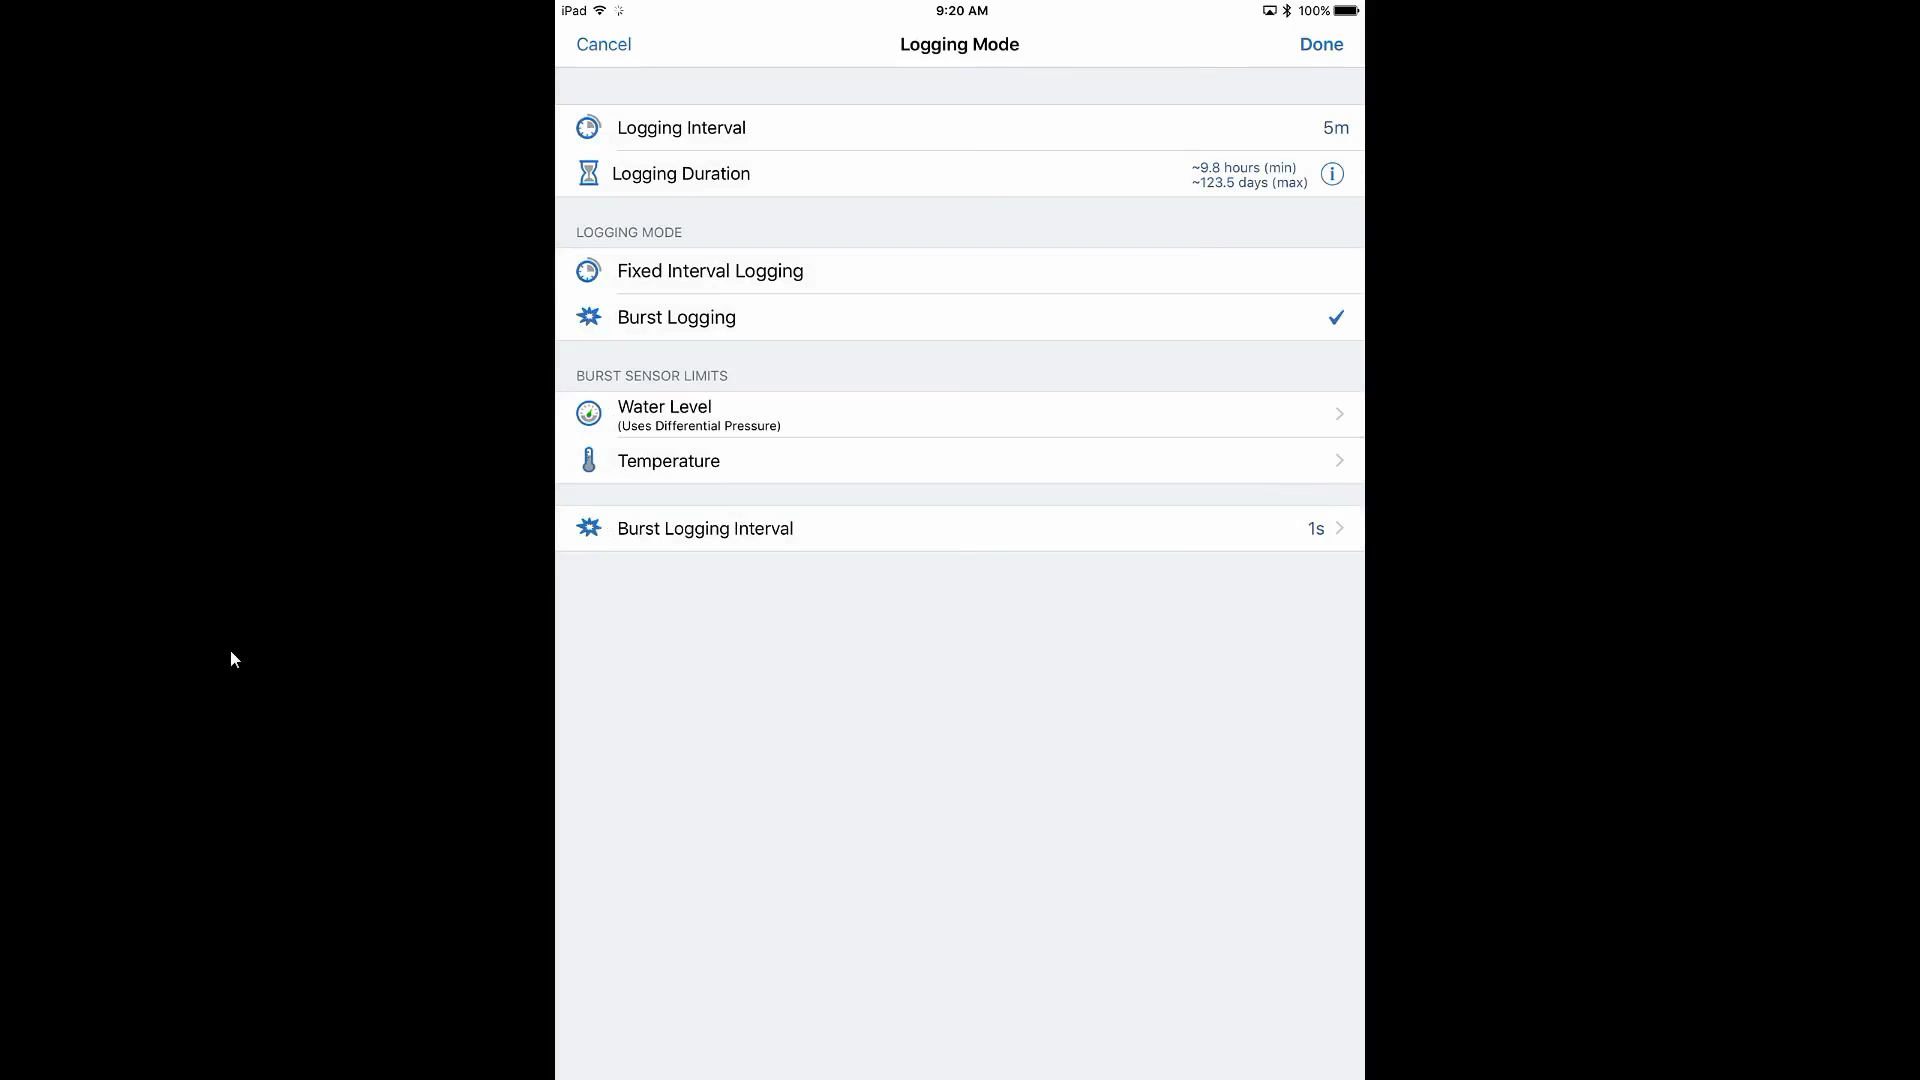 iPad 9:20 AM 100%
Cancel Logging Mode Done
Logging Interval 5m
Logging Duration ~9.8 hours (min)
~123.5 days (max)
LOGGING MODE
Fixed Interval Logging
Burst Logging
BURST SENSOR LIMITS
Water Level
(Uses Differential Pressure)
Temperature
Burst Logging Interval 1s